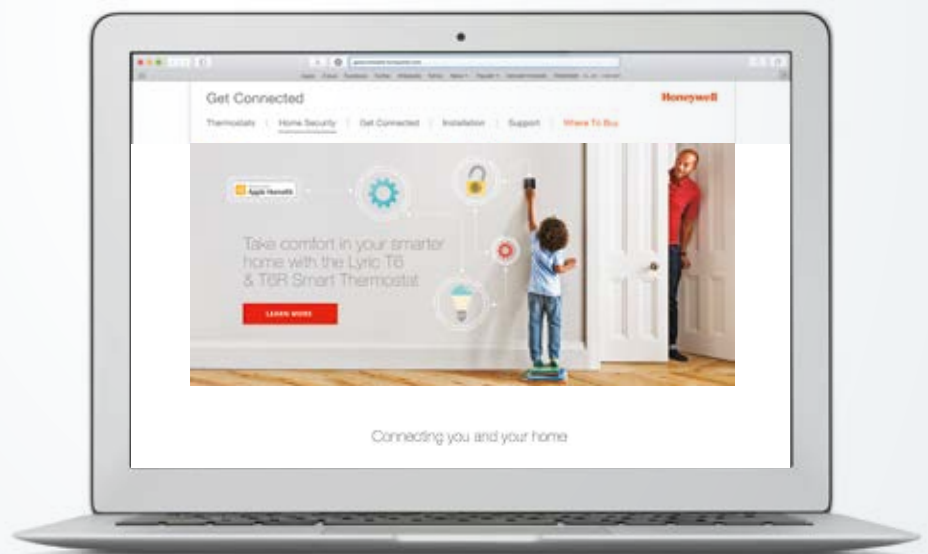 Get Connected
Honeywell
Thermostats | Home Security | Get Connected | Installation | Support | Where To Buy
Apple HomeKit
Take comfort in your smarter
home with the Lyric T6
& T6R Smart Thermostat
LEARN MORE
Connecting you and your home